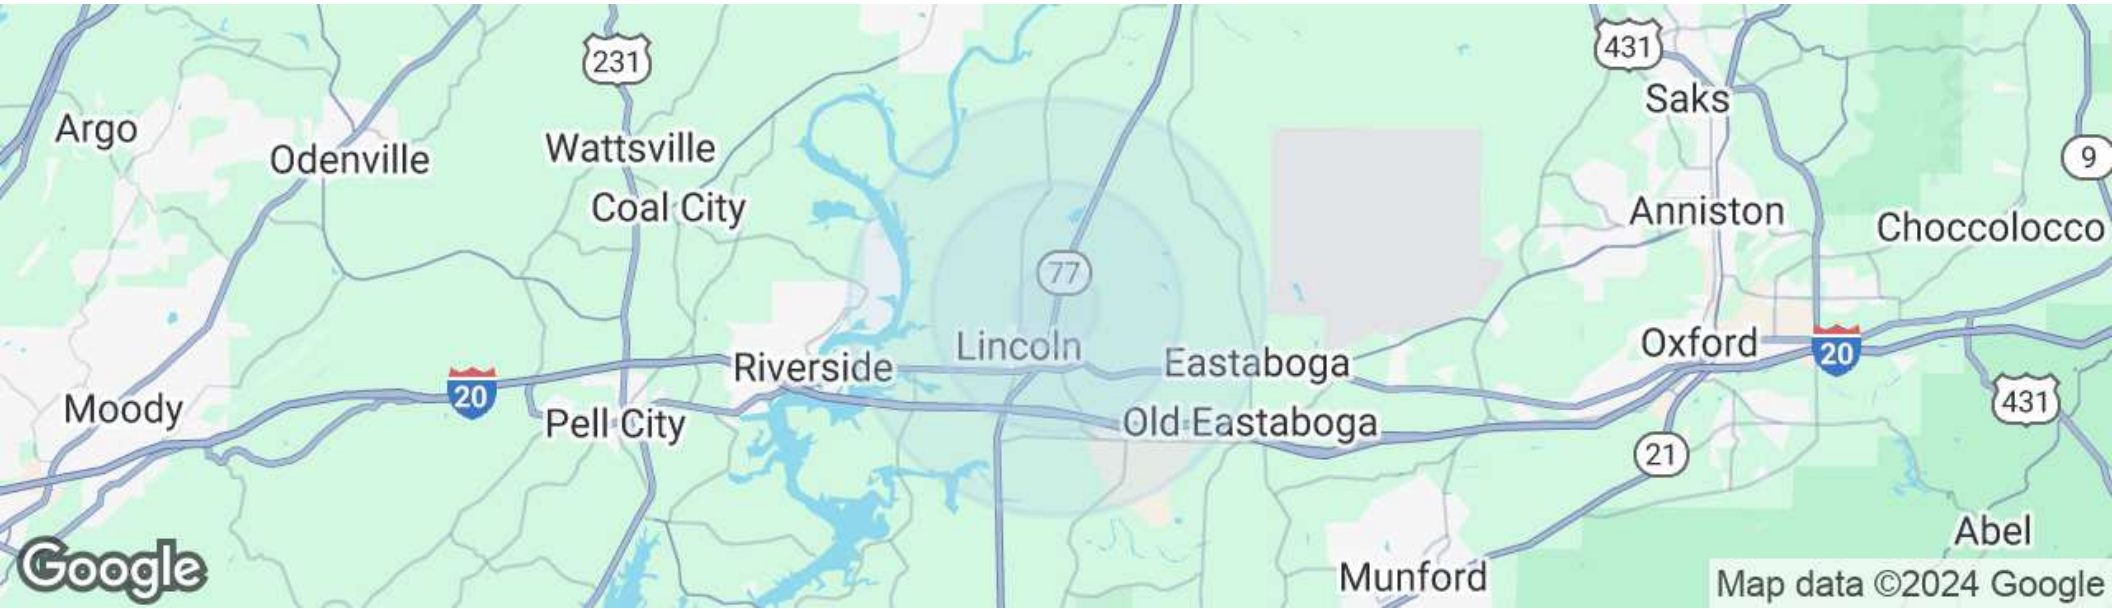 431
231
Saks
Argo
Wattsville
Odenville
9
Coal City
Anniston
Choccolocco
77
Oxford
Lincoln
20
Riverside
Eastaboga
20
Moody
Pell City
Old Eastaboga
431
21
Abel
Google
Munford
Map data ©2024 Google